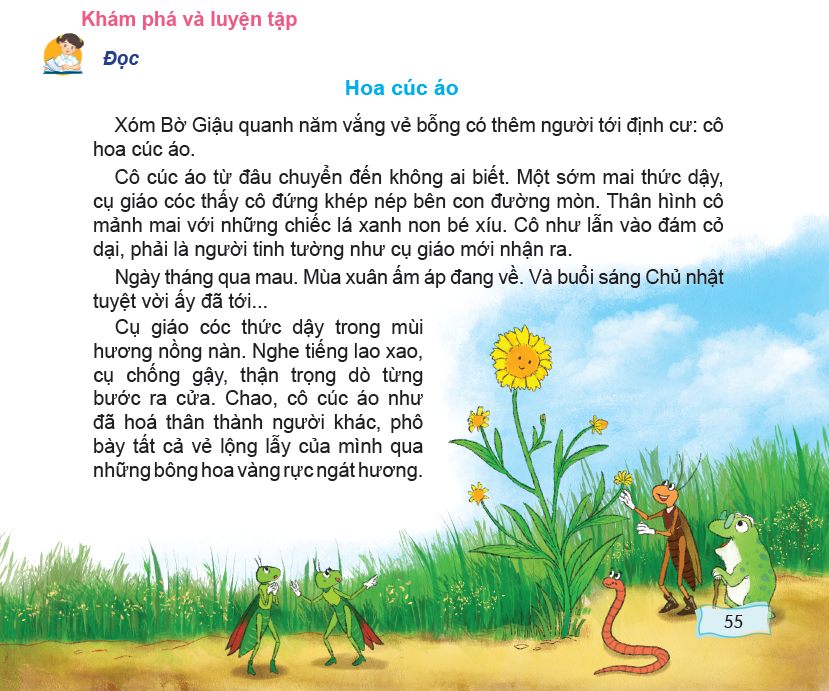 Khám phá và luyện tập
Đọc
Hoa cúc áo
Xóm Bờ Giậu quanh năm vắng vẻ bỗng có thêm người tới định cư: cô
hoa cúc áo.
Cô cúc áo từ đâu chuyển đến không ai biết. Một sớm mai thức dậy,
cụ giáo cóc thấy cô đứng khép nép bên con đường mòn. Thân hình cô
mảnh mai với những chiếc lá xanh non bé xíu. Cô như lẫn vào đám cỏ
dại, phải là người tinh tường như cụ giáo mới nhận ra.
Ngày tháng qua mau. Mùa xuân ấm áp đang về. Và buổi sáng Chủ nhật
tuyệt vời ấy đã tới...
Cụ giáo cóc thức dậy trong mùi
hương nồng nàn. Nghe tiếng lao xao,
cụ chống gậy, thận trọng dò từng
bước ra cửa. Chao, cô cúc áo như
đã hoá thân thành người khác, phô
bày tất cả vẻ lộng lẫy của mình qua
những bông hoa vàng rực ngát hương.
55